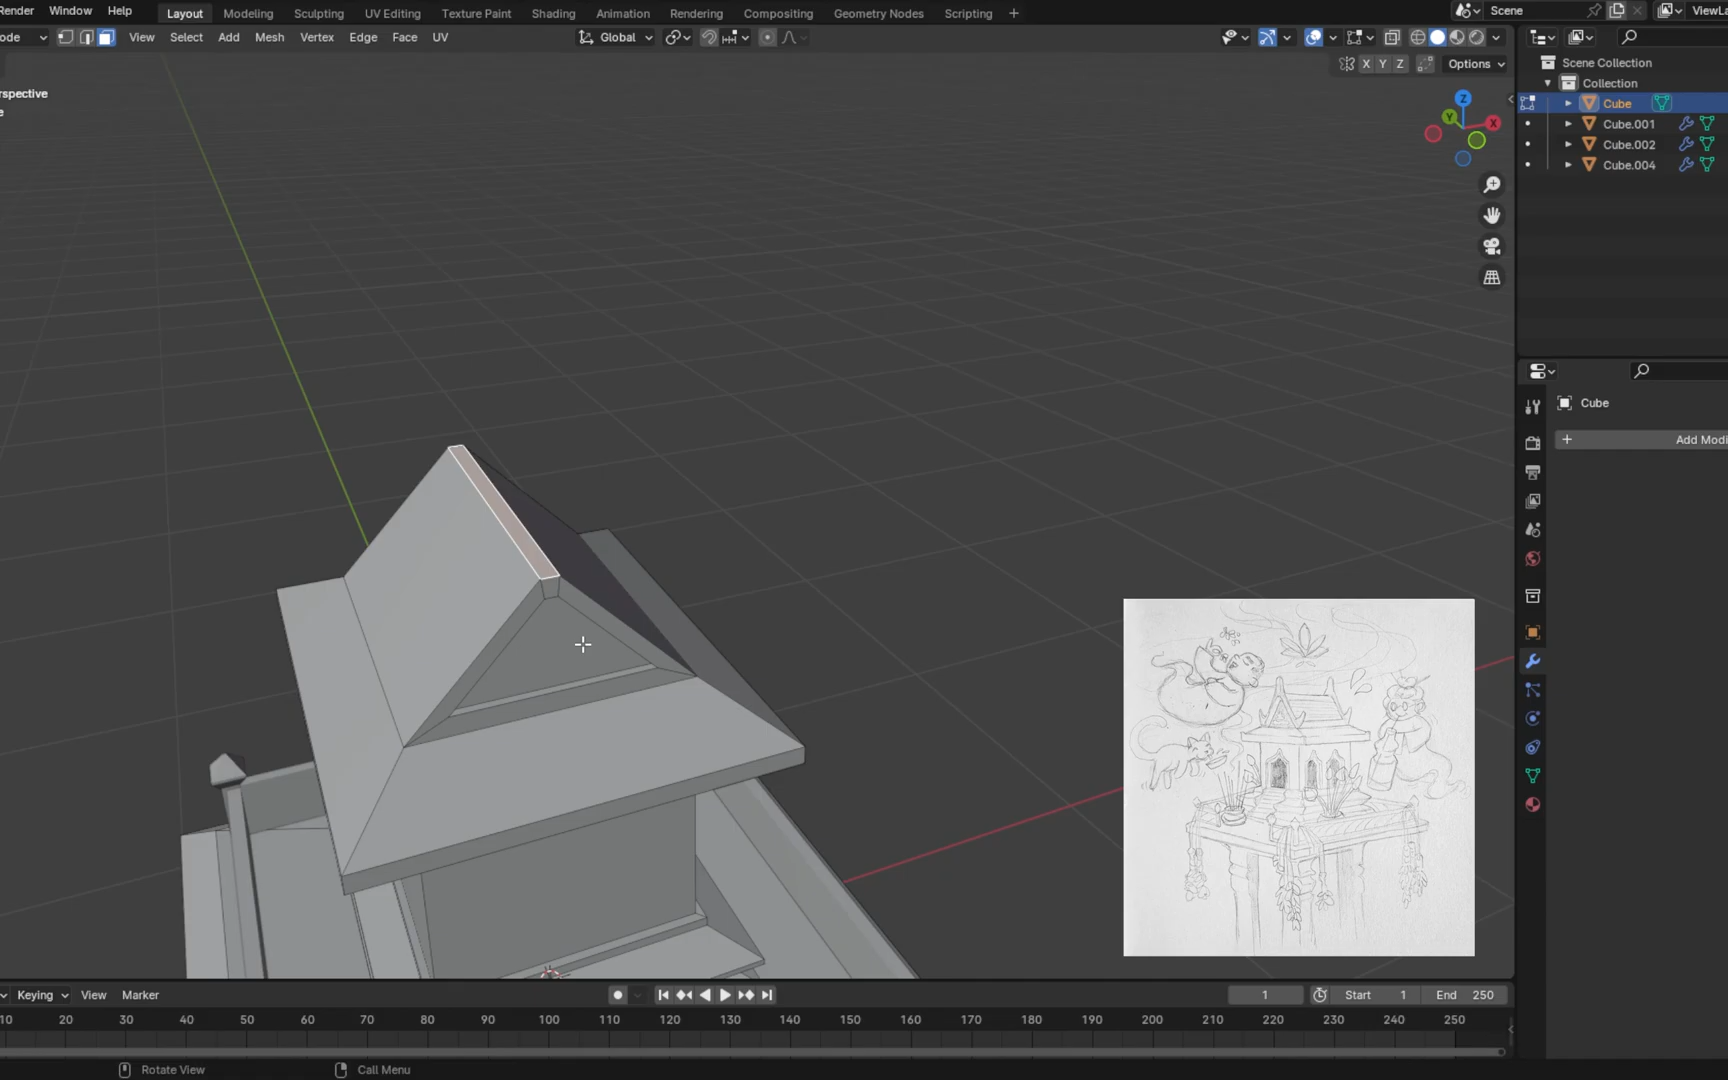 Render Window Help Layout Modeling Sculpting UV Editing Texture Paint Shading Animation Rendering Compositing Geometry Nodes Scripting + Scene ViewLa
ode View Select Add Mesh Vertex Edge Face UV Global
X Y Z Options
Scene Collection
Collection
Cube
Cube.001
Cube.002
Cube.004
rspective
e
Z
Y
X
Cube
+ Add Modi
Keying View Marker 1 Start 1 End 250
10 20 30 40 50 60 70 80 90 100 110 120 130 140 150 160 170 180 190 200 210 220 230 240 250
Rotate View Call Menu